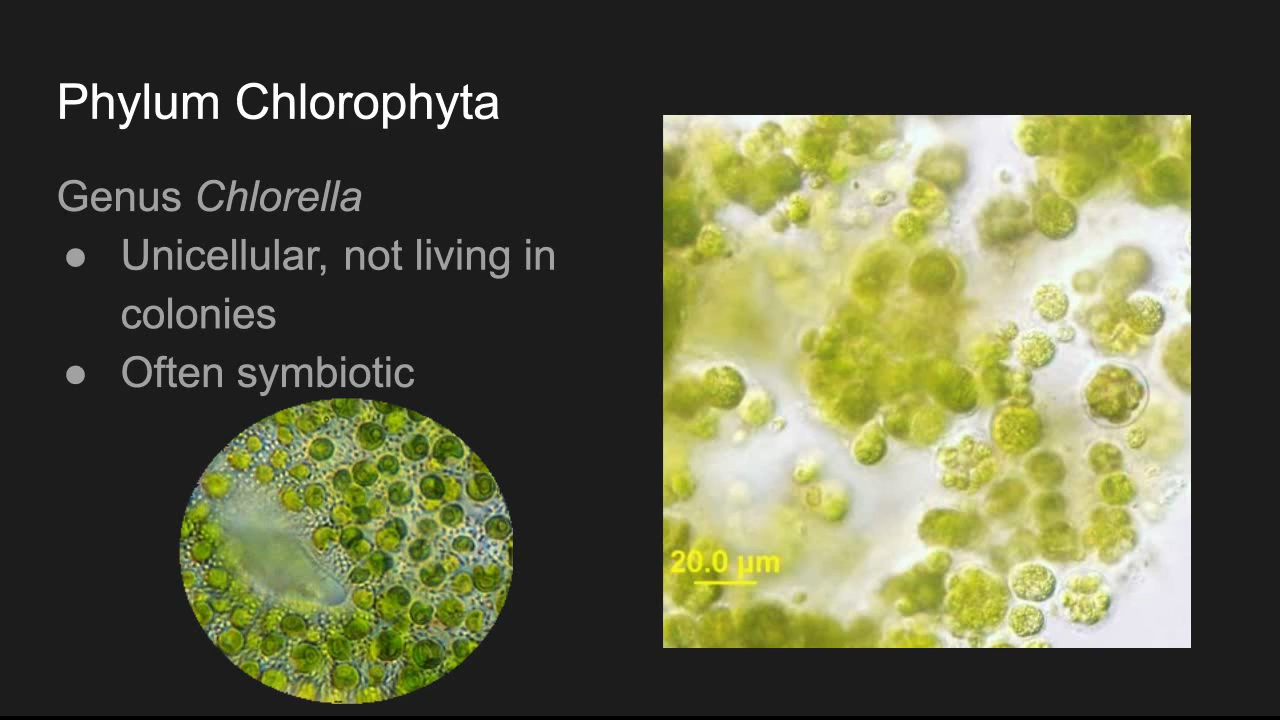 Phylum Chlorophyta
Genus Chlorella
● Unicellular, not living in
colonies
● Often symbiotic
20.0 µm